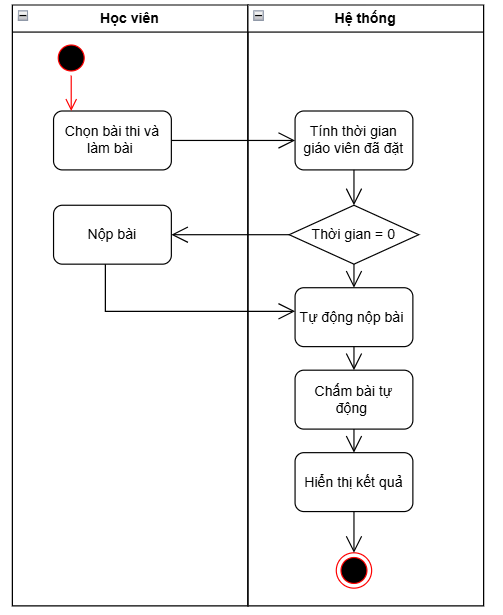 Học viên
Hệ thống
Chọn bài thi và
làm bài
Tính thời gian
giáo viên đã đặt
Nộp bài
Thời gian = 0
Tự động nộp bài
Chấm bài tự
động
Hiển thị kết quả